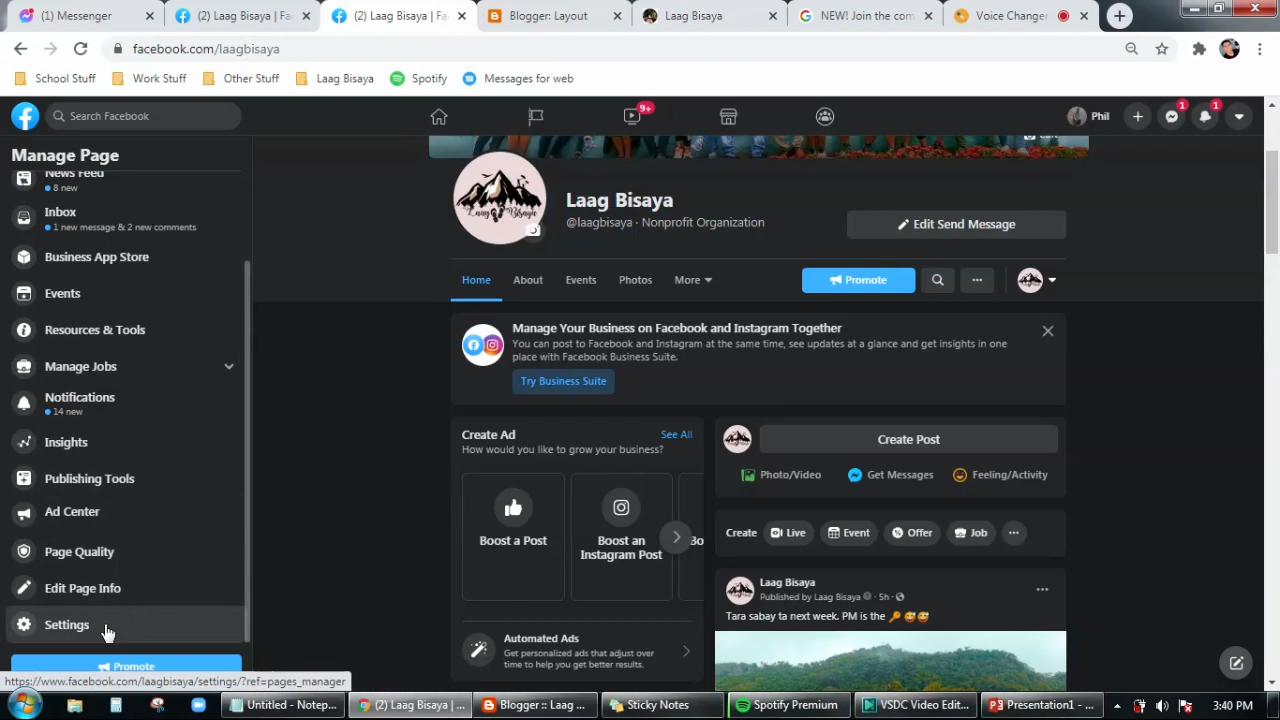 (1) Messenger
(2) Laag Bisaya | Fa
(2) Laag Bisaya | Fac
Blogger: Layout
Laag Bisaya
NEW! Join the com
Voice Changer
facebook.com/laagbisaya
School Stuff
Work Stuff
Other Stuff
Laag Bisaya
Spotify
Messages for web
Search Facebook
9+
Phil
1
1
Manage Page
News Feed
8 new
Inbox
1 new message & 2 new comments
Business App Store
Events
Resources & Tools
Manage Jobs
Notifications
14 new
Insights
Publishing Tools
Ad Center
Page Quality
Edit Page Info
Settings
Promote
https://www.facebook.com/laagbisaya/settings/?ref=pages_manager
Laag Bisaya
Laag Bisaya
@laagbisaya · Nonprofit Organization
Edit Send Message
Home
About
Events
Photos
More
Promote
Manage Your Business on Facebook and Instagram Together
You can post to Facebook and Instagram at the same time, see updates at a glance and get insights in one
place with Facebook Business Suite.
Try Business Suite
Create Ad
See All
How would you like to grow your business?
Boost a Post
Boost an
Instagram Post
Bo
Automated Ads
Get personalized ads that adjust over
time to help you get better results.
Create Post
Photo/Video
Get Messages
Feeling/Activity
Create
Live
Event
Offer
Job
Laag Bisaya
Published by Laag Bisaya · 5h ·
Tara sabay ta next week. PM is the 🔑 😅😅
Untitled - Notep...
(2) Laag Bisaya | ...
Blogger :: Laag ...
Sticky Notes
Spotify Premium
VSDC Video Edit...
Presentation1 - ...
3:40 PM